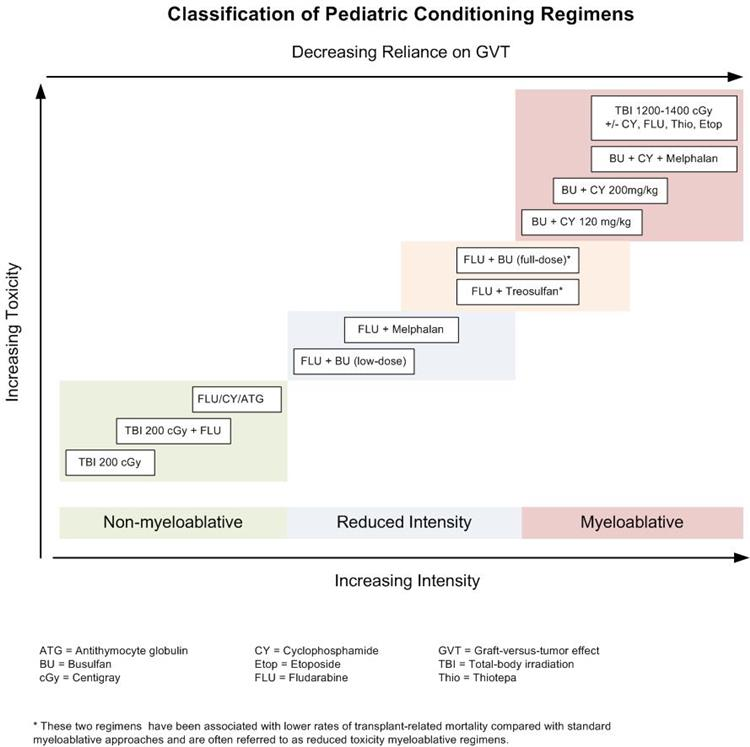 Classification of Pediatric Conditioning Regimens
Decreasing Reliance on GVT
Increasing Toxicity
TBI 1200-1400 cGy
+/- CY, FLU, Thio, Etop
BU + CY + Melphalan
BU + CY 200mg/kg
BU + CY 120 mg/kg
FLU + BU (full-dose)*
FLU + Treosulfan*
FLU + Melphalan
FLU + BU (low-dose)
FLU/CY/ATG
TBI 200 cGy + FLU
TBI 200 cGy
Non-myeloablative
Reduced Intensity
Myeloablative
Increasing Intensity
ATG = Antithymocyte globulin
BU = Busulfan
cGy = Centigray
CY = Cyclophosphamide
Etop = Etoposide
FLU = Fludarabine
GVT = Graft-versus-tumor effect
TBI = Total-body irradiation
Thio = Thiotepa
* These two regimens have been associated with lower rates of transplant-related mortality compared with standard
myeloablative approaches and are often referred to as reduced toxicity myeloablative regimens.